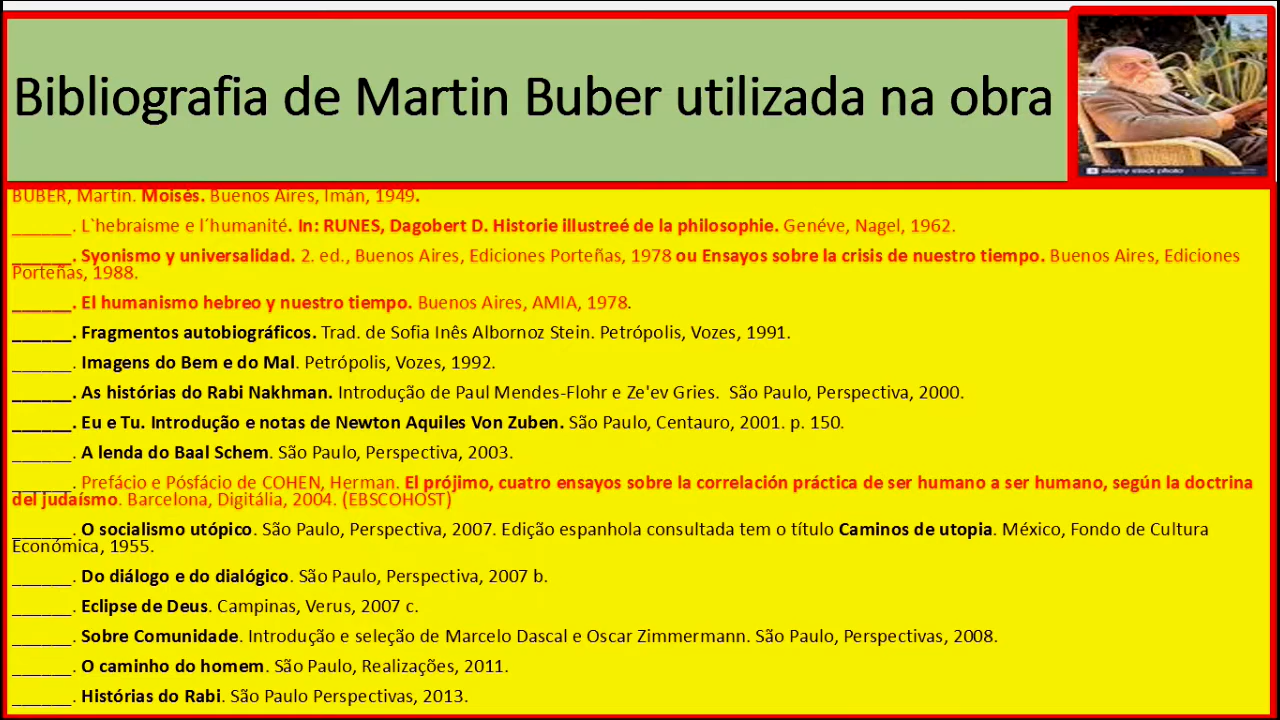 Bibliografia de Martin Buber utilizada na obra
alamy stock photo
BUBER, Martin. Moisés. Buenos Aires, Imán, 1949.
______. L`hebraisme e l´humanité. In: RUNES, Dagobert D. Historie illustreé de la philosophie. Genéve, Nagel, 1962.
______. Syonismo y universalidad. 2. ed., Buenos Aires, Ediciones Porteñas, 1978 ou Ensayos sobre la crisis de nuestro tiempo. Buenos Aires, Ediciones
Porteñas, 1988.
______. El humanismo hebreo y nuestro tiempo. Buenos Aires, AMIA, 1978.
______. Fragmentos autobiográficos. Trad. de Sofia Inês Albornoz Stein. Petrópolis, Vozes, 1991.
______. Imagens do Bem e do Mal. Petrópolis, Vozes, 1992.
______. As histórias do Rabi Nakhman. Introdução de Paul Mendes-Flohr e Ze'ev Gries. São Paulo, Perspectiva, 2000.
______. Eu e Tu. Introdução e notas de Newton Aquiles Von Zuben. São Paulo, Centauro, 2001. p. 150.
______. A lenda do Baal Schem. São Paulo, Perspectiva, 2003.
______. Prefácio e Pósfácio de COHEN, Herman. El prójimo, cuatro ensayos sobre la correlación práctica de ser humano a ser humano, según la doctrina
del judaísmo. Barcelona, Digitália, 2004. (EBSCOHOST)
______. O socialismo utópico. São Paulo, Perspectiva, 2007. Edição espanhola consultada tem o título Caminos de utopia. México, Fondo de Cultura
Económica, 1955.
______. Do diálogo e do dialógico. São Paulo, Perspectiva, 2007 b.
______. Eclipse de Deus. Campinas, Verus, 2007 c.
______. Sobre Comunidade. Introdução e seleção de Marcelo Dascal e Oscar Zimmermann. São Paulo, Perspectivas, 2008.
______. O caminho do homem. São Paulo, Realizações, 2011.
______. Histórias do Rabi. São Paulo Perspectivas, 2013.